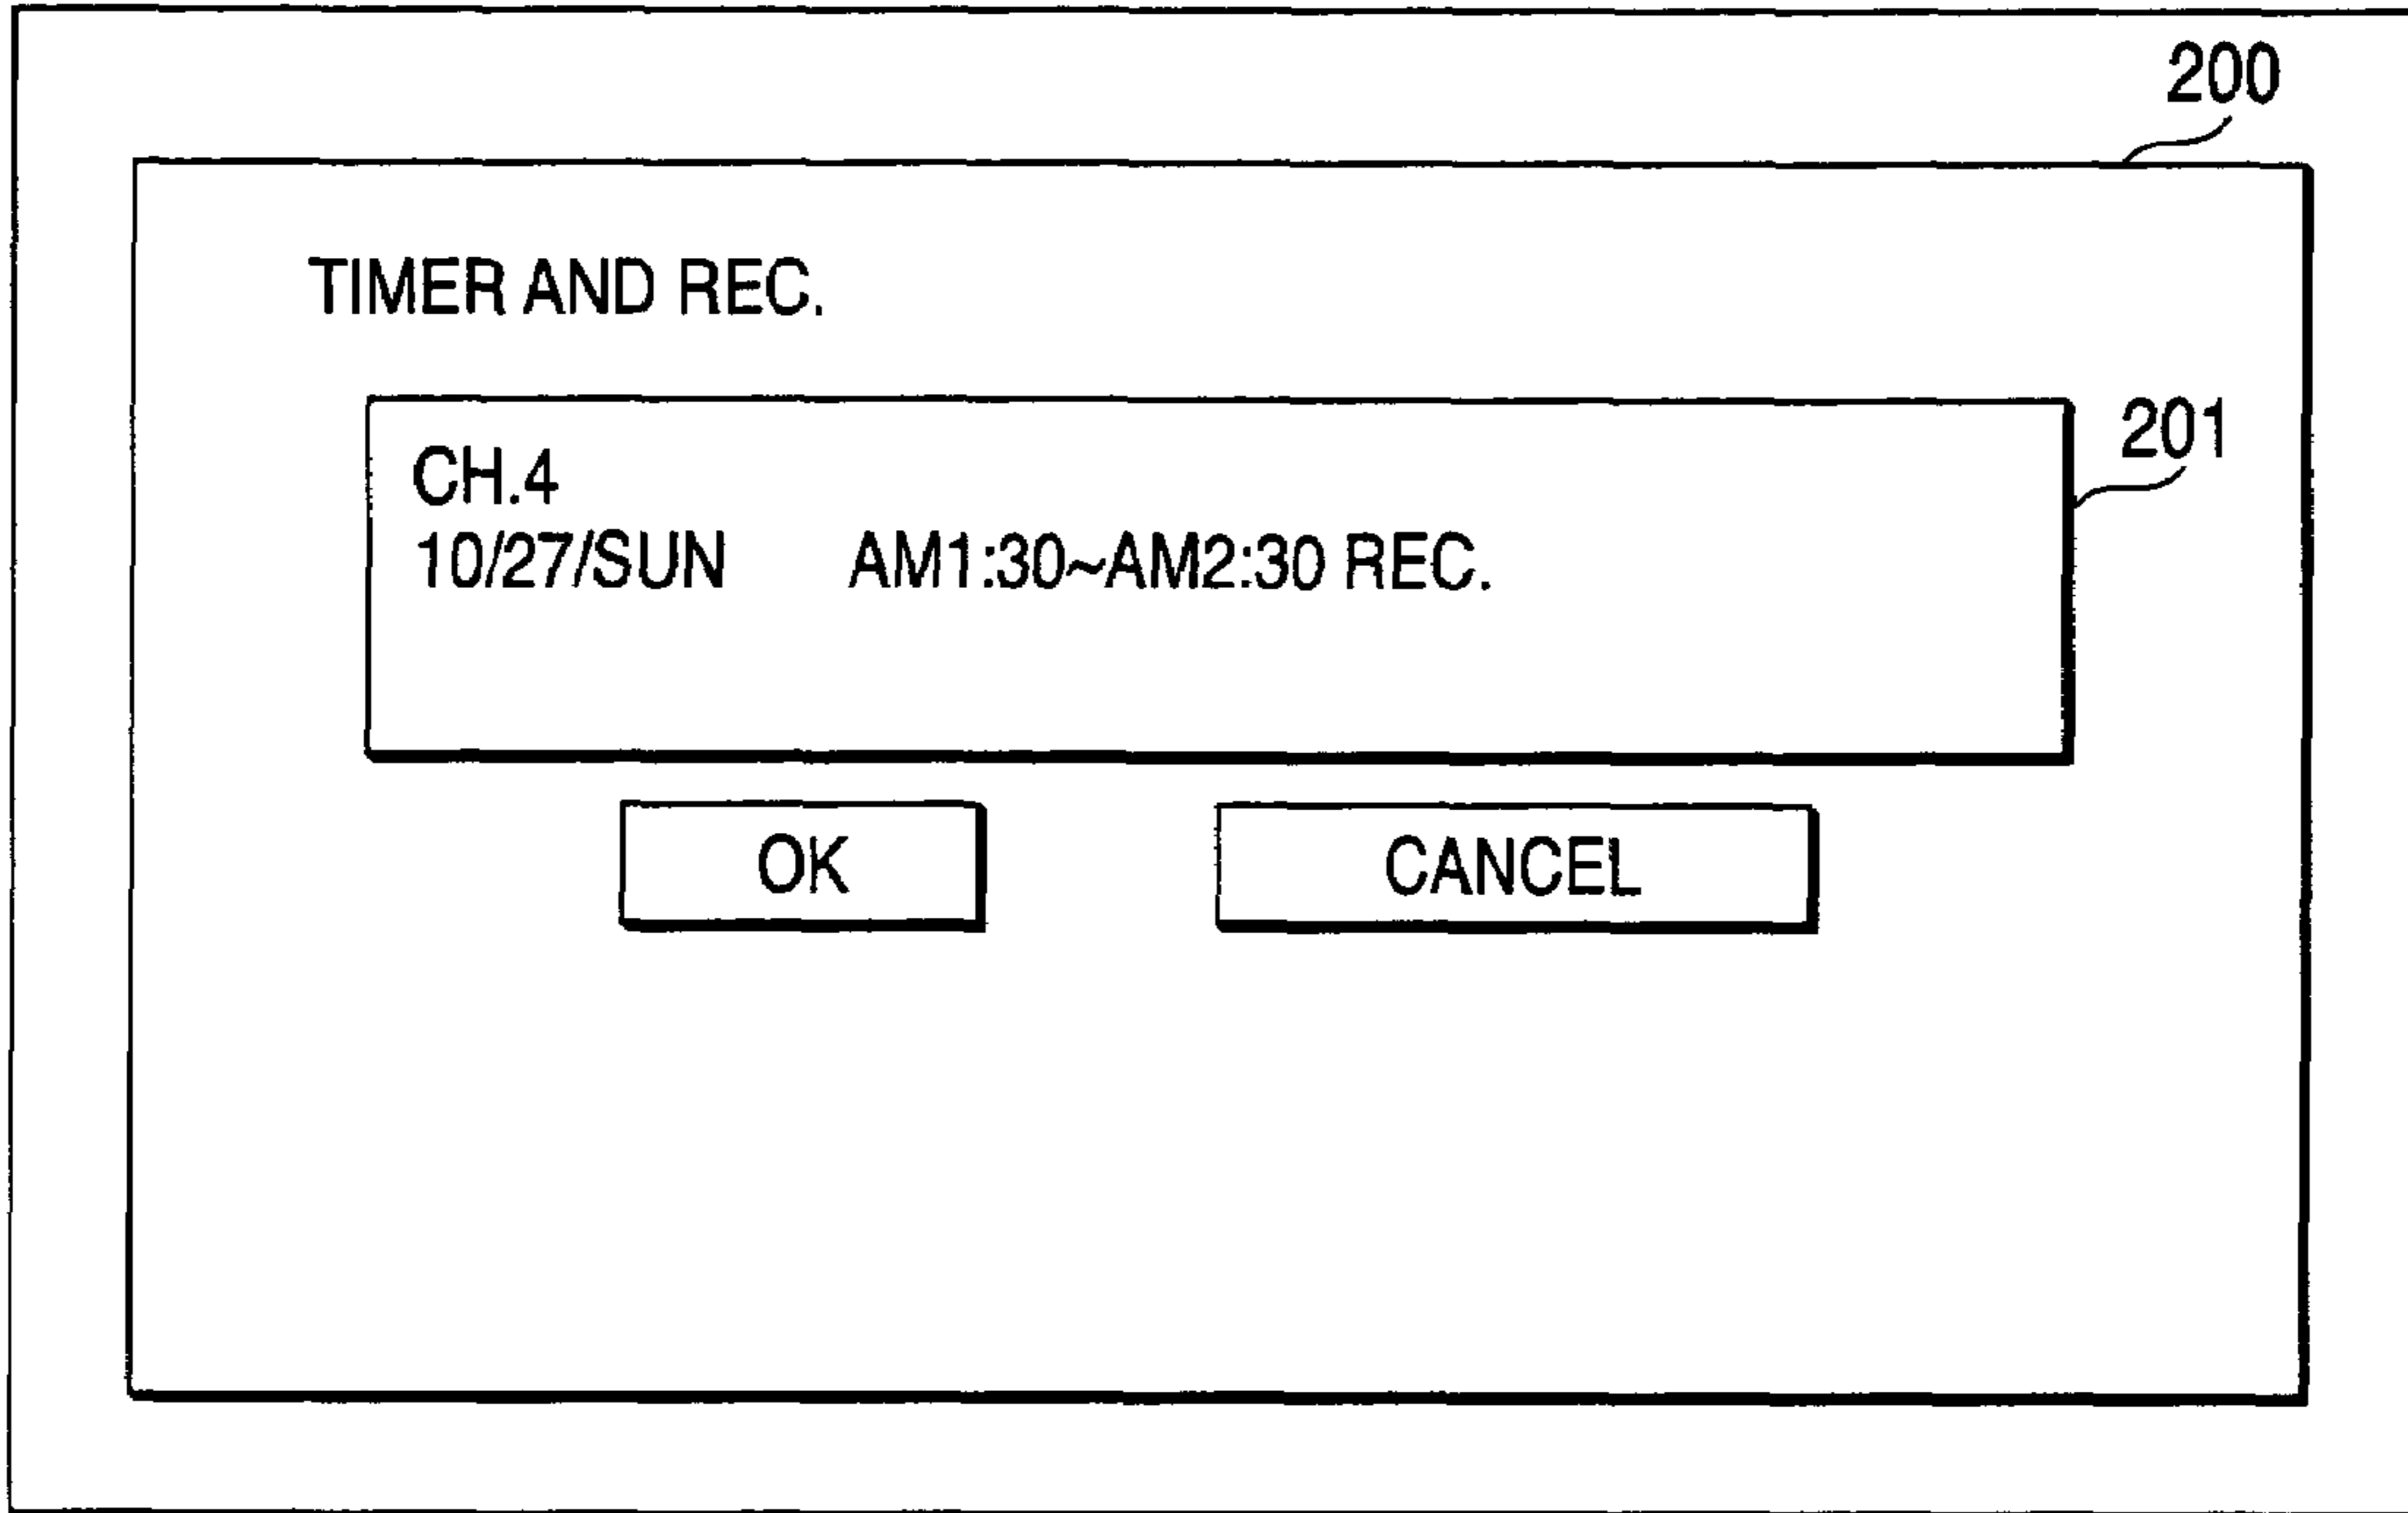 200
TIMER AND REC.
201
CH.4
10/27/SUN AM1:30~AM2:30 REC.
OK CANCEL